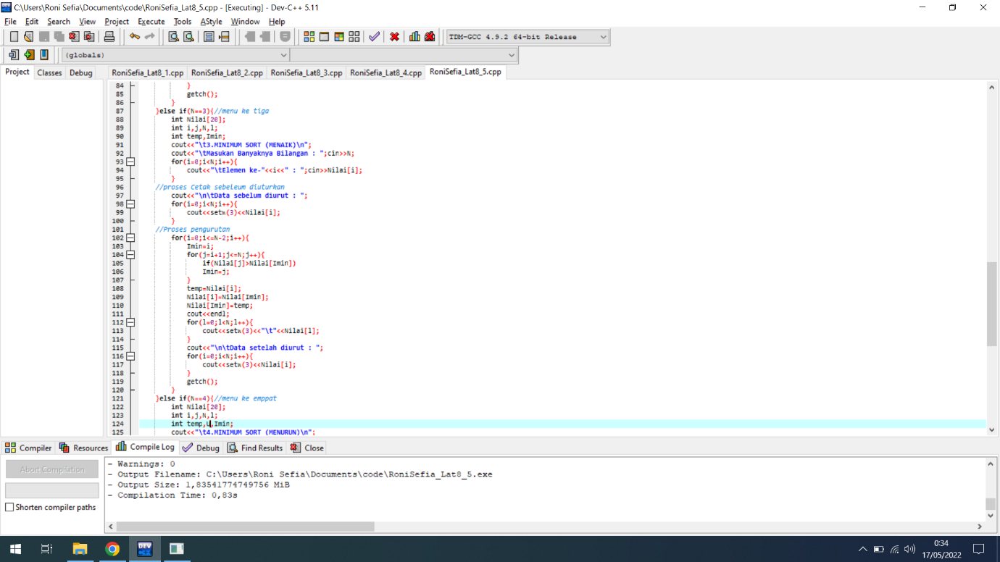 C:\Users\Roni Sefia\Documents\code\RoniSefia_Lat8_5.cpp - [Executing] - Dev-C++ 5.11
File Edit Search View Project Execute Tools AStyle Window Help
TDM-GCC 4.9.2 64-bit Release
(globals)
Project Classes Debug RoniSefia_Lat8_1.cpp RoniSefia_Lat8_2.cpp RoniSefia_Lat8_3.cpp RoniSefia_Lat8_4.cpp RoniSefia_Lat8_5.cpp
84 }
85 getch();
86 }
87 }else if(N==3){//menu ke tiga
88 int Nilai[20];
89 int i,j,N,l;
90 int temp,Imin;
91 cout<<"\t3.MINIMUM SORT (MENAIK)\n";
92 cout<<"\tMasukan Banyaknya Bilangan : ";cin>>N;
93 for(i=0;i<N;i++){
94 cout<<"\tElemen ke-"<<i<<" : ";cin>>Nilai[i];
95 }
96 //proses Cetak sebeleum diuturkan
97 cout<<"\n\tData sebelum diurut : ";
98 for(i=0;i<N;i++){
99 cout<<setw(3)<<Nilai[i];
100 }
101 //Proses pengurutan
102 for(i=0;i<=N-2;i++){
103 Imin=i;
104 for(j=i+1;j<=N;j++){
105 if(Nilai[j]>Nilai[Imin])
106 Imin=j;
107 }
108 temp=Nilai[i];
109 Nilai[i]=Nilai[Imin];
110 Nilai[Imin]=temp;
111 cout<<endl;
112 for(l=0;l<N;l++){
113 cout<<setw(3)<<"\t"<<Nilai[l];
114 }
115 cout<<"\n\tData setelah diurut : ";
116 for(i=0;i<N;i++){
117 cout<<setw(3)<<Nilai[i];
118 }
119 getch();
120 }
121 }else if(N==4){//menu ke emppat
122 int Nilai[20];
123 int i,j,N,l;
124 int temp,U,Imin;
125 cout<<"\t4.MINIMUM SORT (MENURUN)\n";
Compiler Resources Compile Log Debug Find Results Close
Abort Compilation
Shorten compiler paths
- Warnings: 0
- Output Filename: C:\Users\Roni Sefia\Documents\code\RoniSefia_Lat8_5.exe
- Output Size: 1,83541774749756 MiB
- Compilation Time: 0,83s
DEV
0:34
17/05/2022